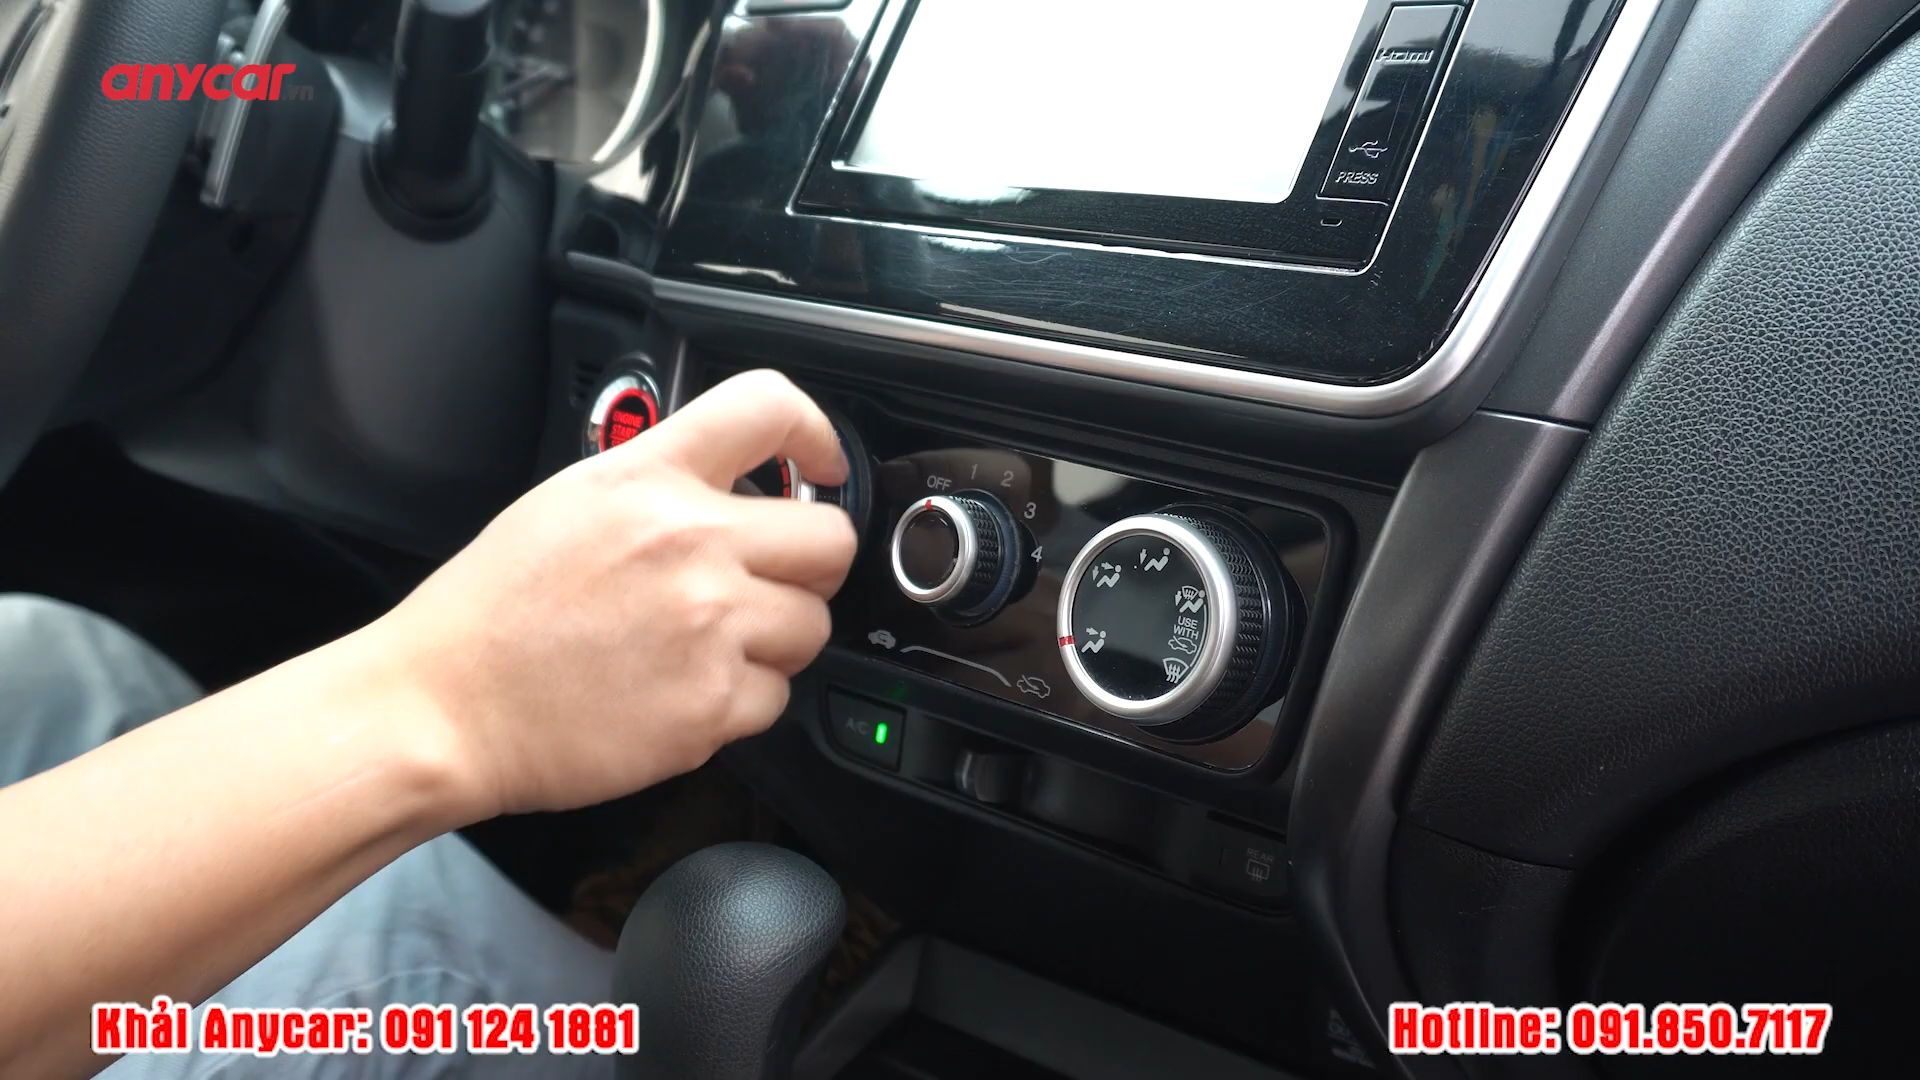 anycar.vn
HDMI
PRESS
ENGINE
START
OFF 1 2 3 4
USE
WITH
A/C
REAR
Khải Anycar: 091 124 1881
Hotline: 091.850.7117